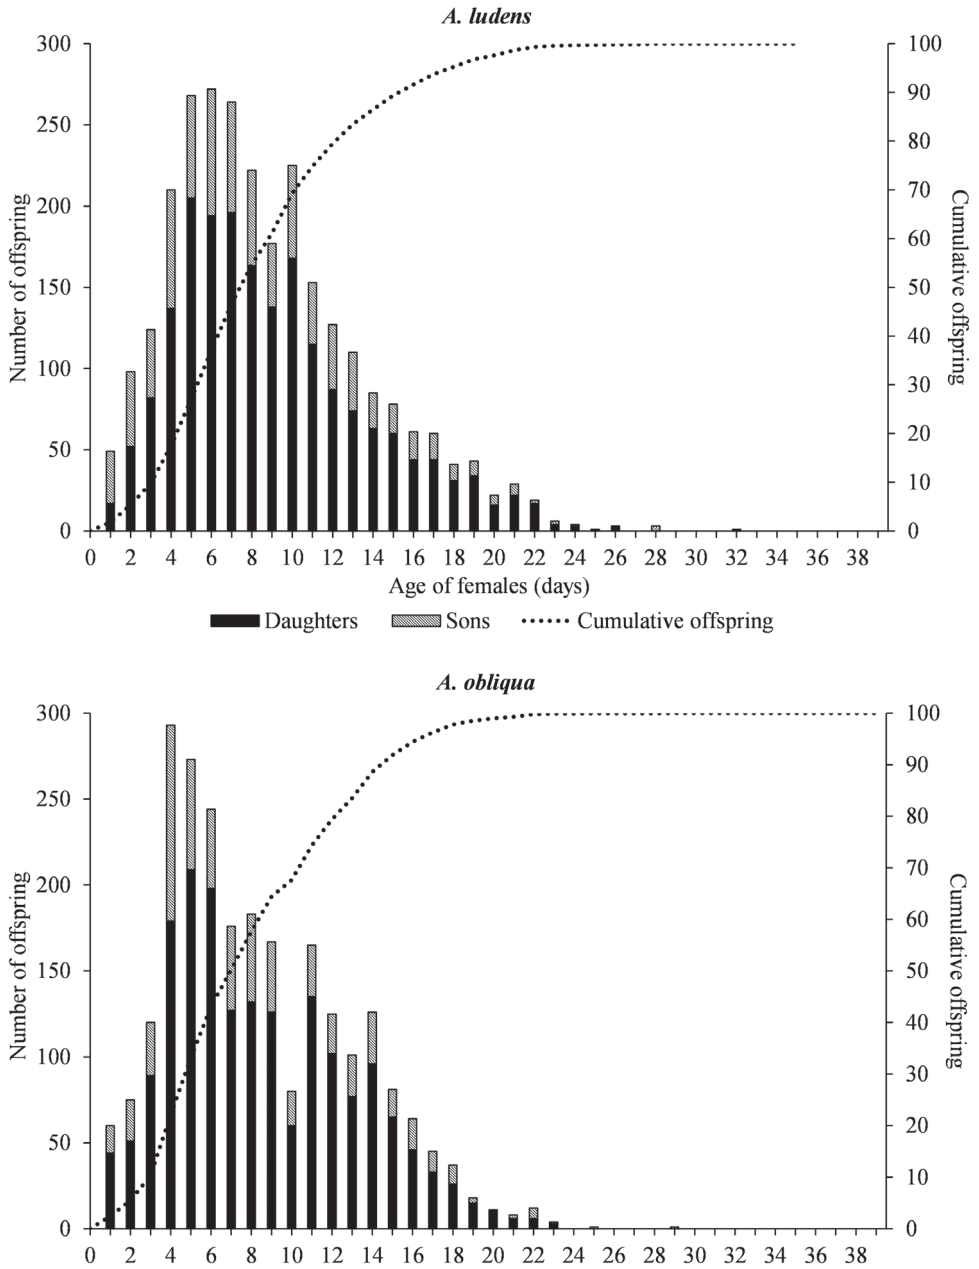 A. ludens
300 100
90
250
80
200 70
60
150 50
40
100
30
50 20
10
0 0
Number of offspring
Cumulative offspring
0 2 4 6 8 10 12 14 16 18 20 22 24 26 28 30 32 34 36 38
Age of females (days)
Daughters Sons Cumulative offspring
A. obliqua
300 100
90
250
80
200 70
60
150 50
40
100
30
50 20
10
0 0
Number of offspring
Cumulative offspring
0 2 4 6 8 10 12 14 16 18 20 22 24 26 28 30 32 34 36 38